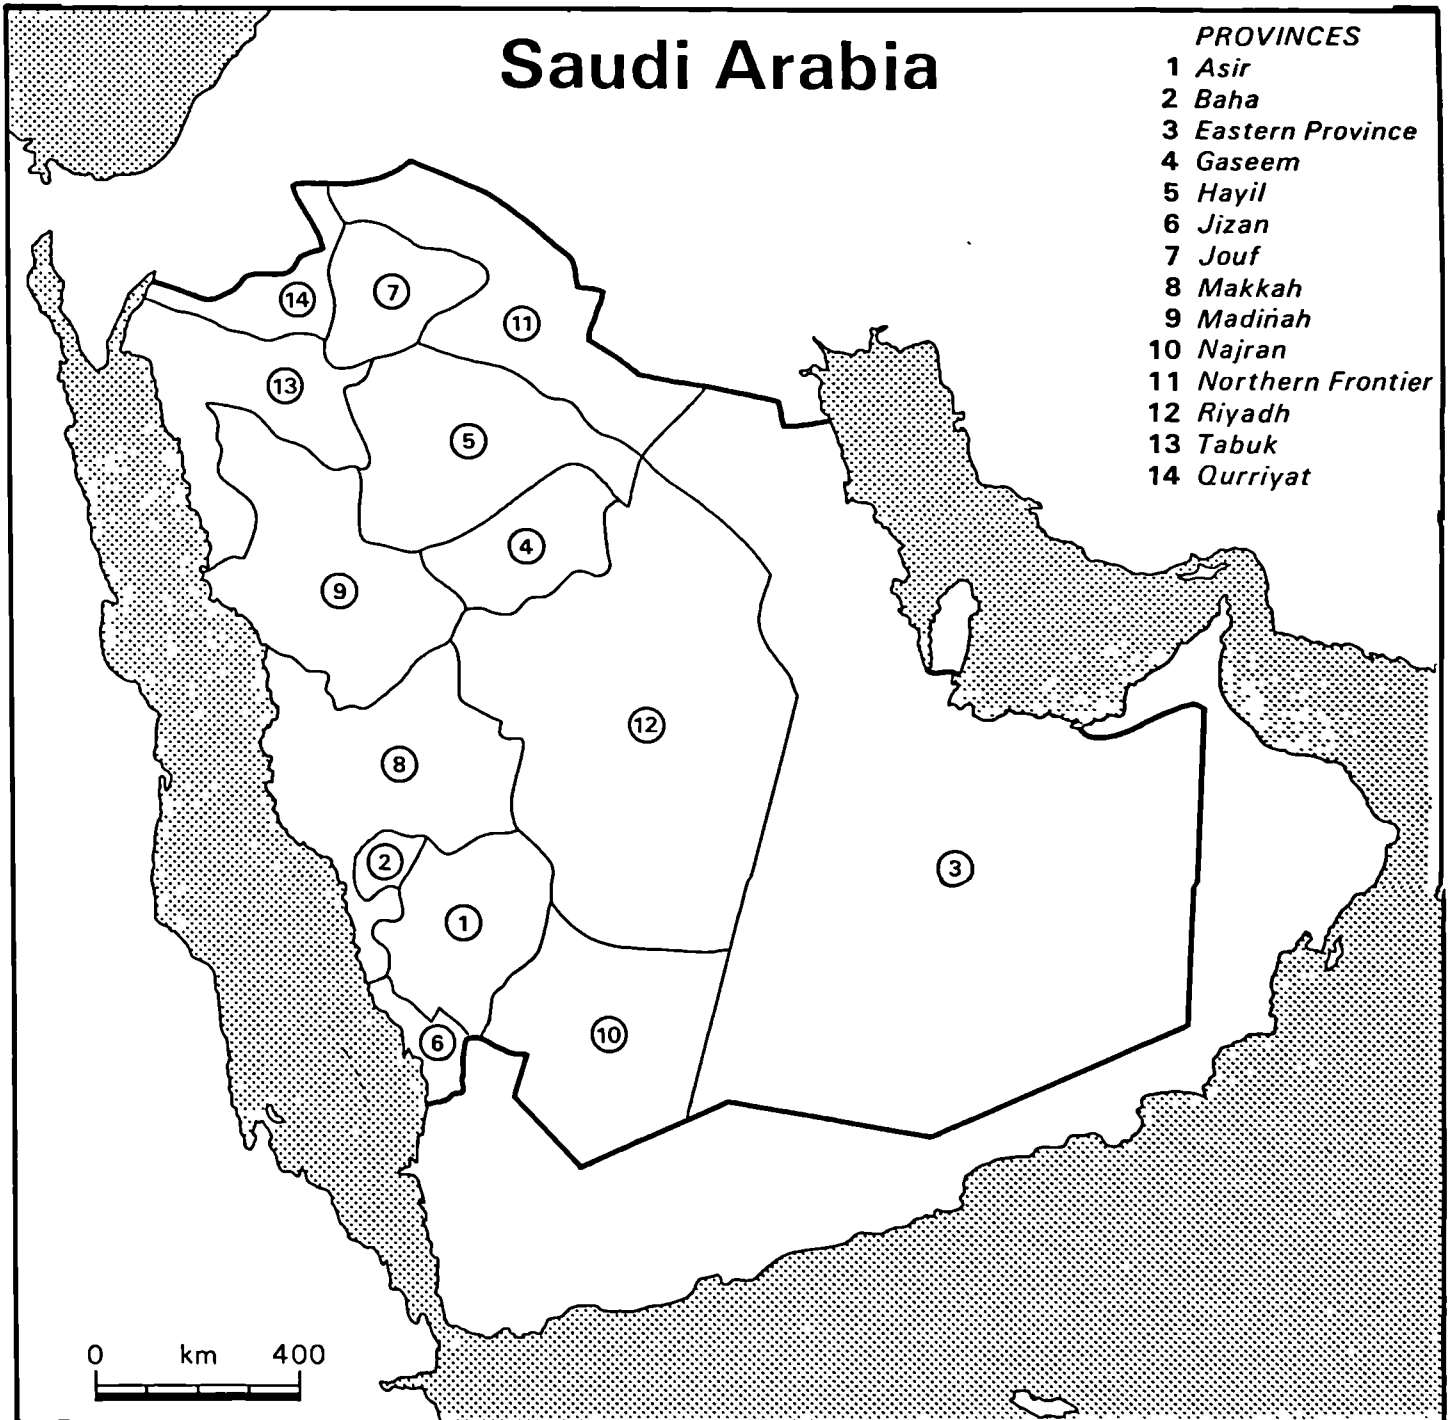 Saudi Arabia
PROVINCES
1 Asir
2 Baha
3 Eastern Province
4 Gaseem
5 Hayil
6 Jizan
7 Jouf
8 Makkah
9 Madinah
10 Najran
11 Northern Frontier
12 Riyadh
13 Tabuk
14 Qurriyat
14
7
11
13
5
4
9
12
8
2
3
1
10
6
0 km 400